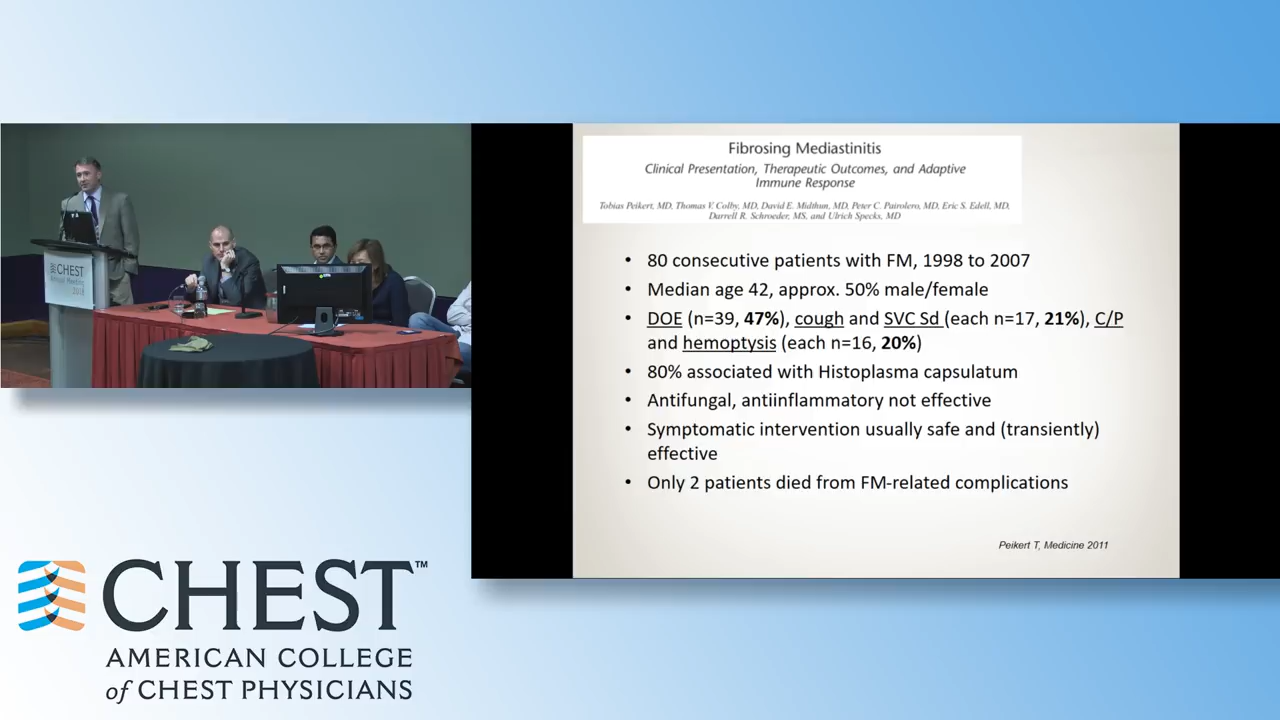 CHEST
Annual Meeting
Fibrosing Mediastinitis
Clinical Presentation, Therapeutic Outcomes, and Adaptive
Immune Response
Tobias Peikert, MD, Thomas V. Colby, MD, David E. Midthun, MD, Peter C. Pairolero, MD, Eric S. Edell, MD,
Darrell R. Schroeder, MS, and Ulrich Specks, MD
• 80 consecutive patients with FM, 1998 to 2007
• Median age 42, approx. 50% male/female
• DOE (n=39, 47%), cough and SVC Sd (each n=17, 21%), C/P
and hemoptysis (each n=16, 20%)
• 80% associated with Histoplasma capsulatum
• Antifungal, antiinflammatory not effective
• Symptomatic intervention usually safe and (transiently)
effective
• Only 2 patients died from FM-related complications
Peikert T, Medicine 2011
CHEST™
AMERICAN COLLEGE
of CHEST PHYSICIANS